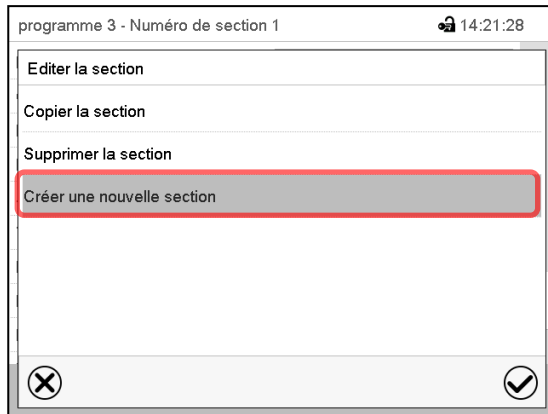 programme 3 - Numéro de section 1 14:21:28
Editer la section
Copier la section
Supprimer la section
Créer une nouvelle section